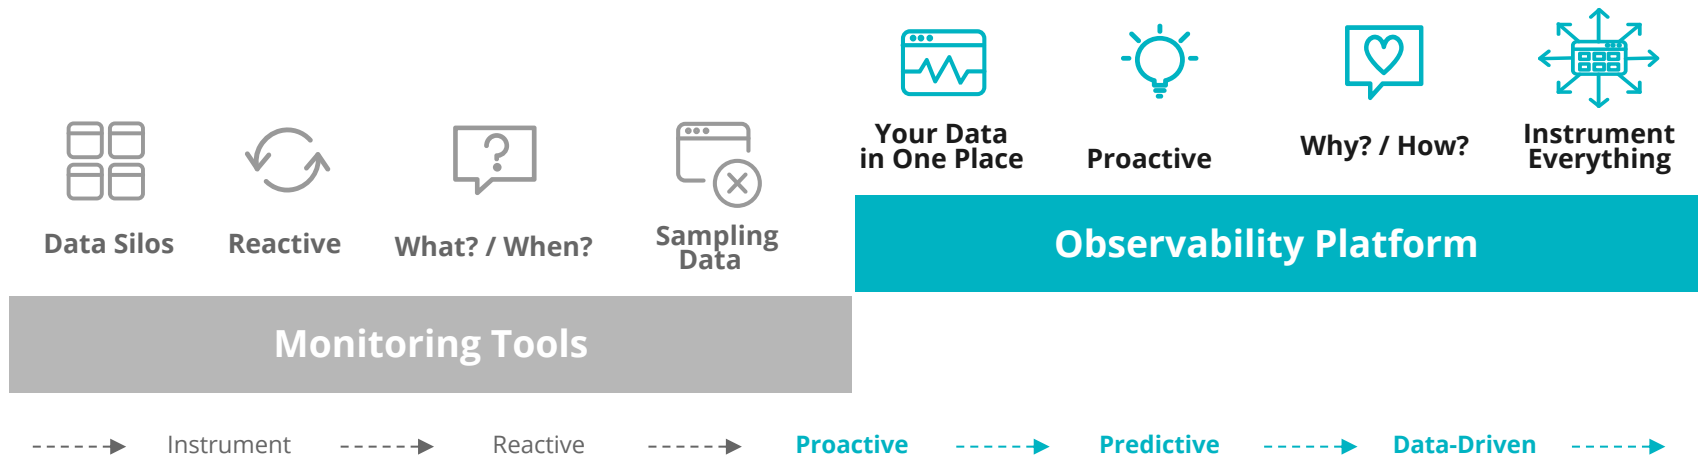 Your Data
in One Place
Proactive
Why? / How?
Instrument
Everything
Data Silos
Reactive
What? / When?
Sampling
Data
Observability Platform
Monitoring Tools
Instrument
Reactive
Proactive
Predictive
Data-Driven